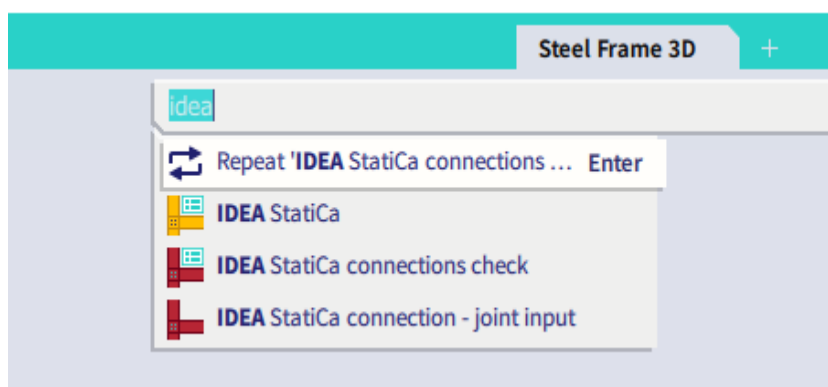 Steel Frame 3D +
idea
Repeat 'IDEA StatiCa connections ... Enter
IDEA StatiCa
IDEA StatiCa connections check
IDEA StatiCa connection - joint input